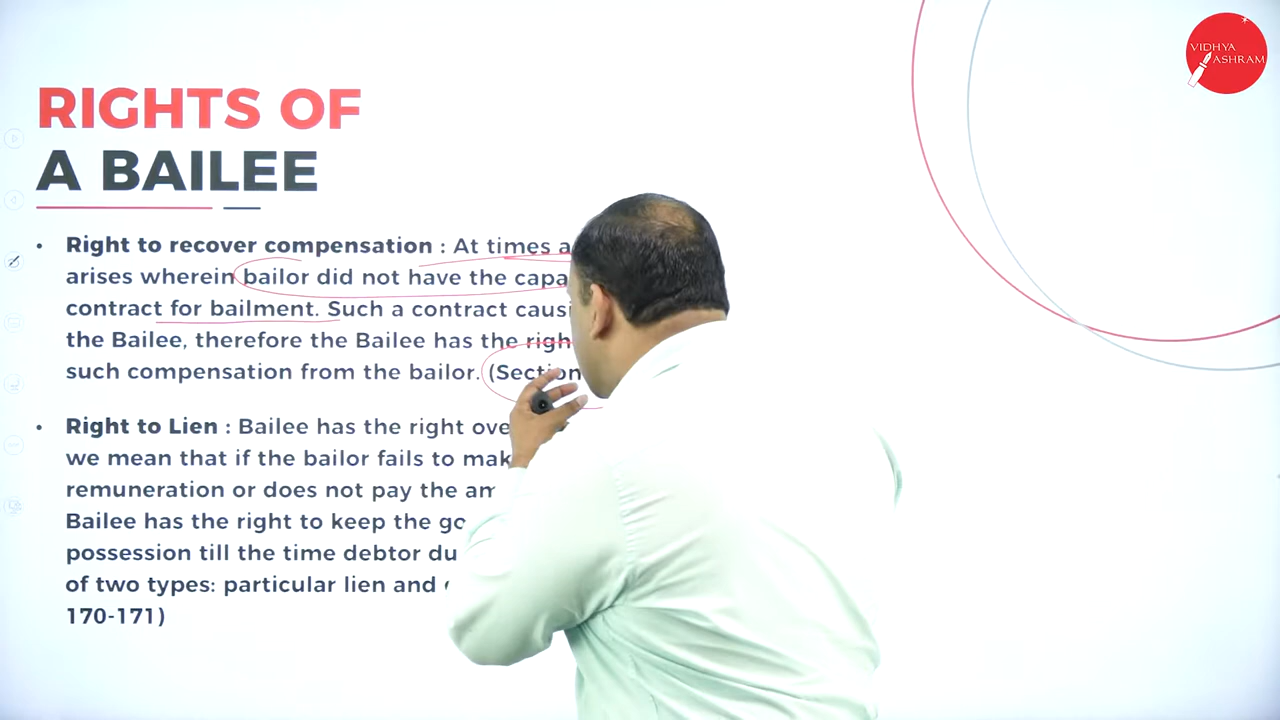 VIDHYA
ASHRAM
RIGHTS OF
A BAILEE
• Right to recover compensation : At times a
arises wherein bailor did not have the capa
contract for bailment. Such a contract causi
the Bailee, therefore the Bailee has the righ
such compensation from the bailor. (Section
• Right to Lien : Bailee has the right ove
we mean that if the bailor fails to mak
remuneration or does not pay the am
Bailee has the right to keep the go
possession till the time debtor du
of two types: particular lien and
170-171)